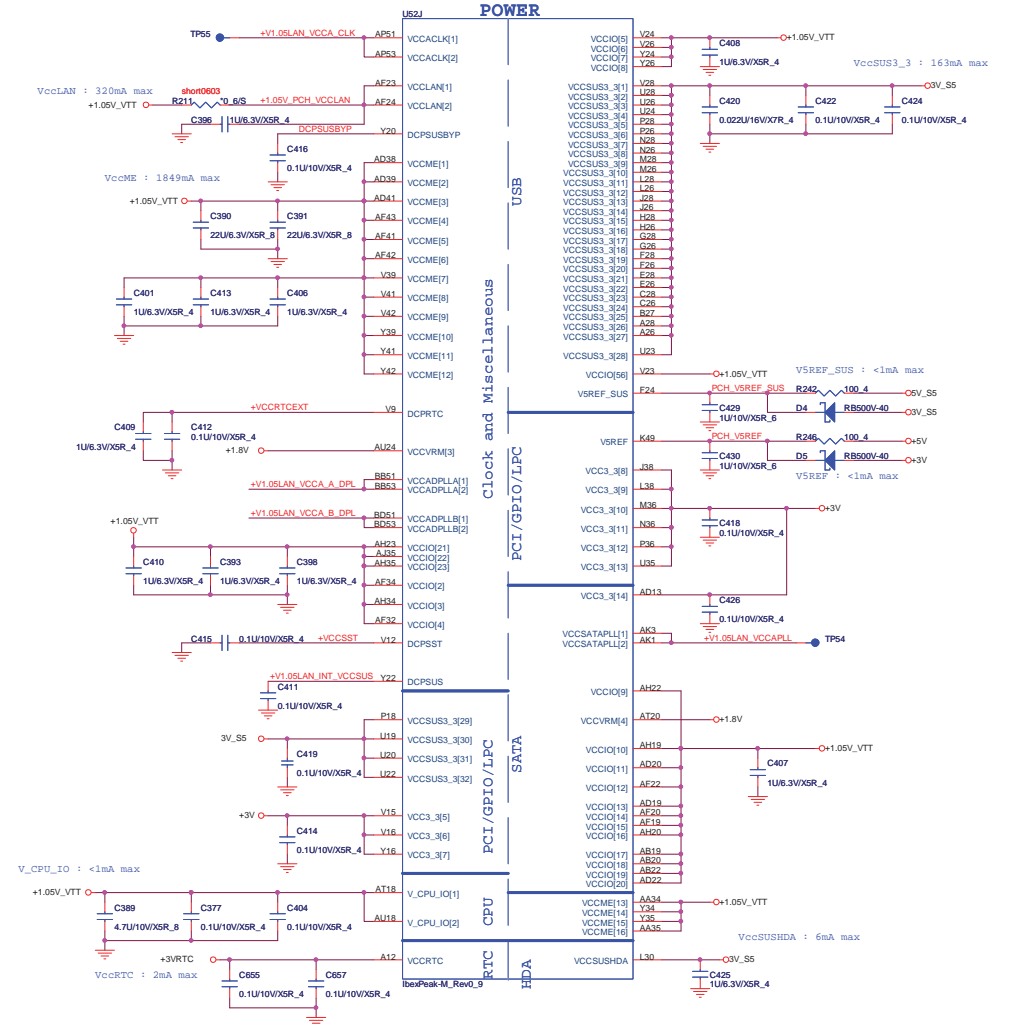 POWER
U52J
TP55
+V1.05LAN_VCCA_CLK
AP51
VCCACLK[1]
AP53
VCCACLK[2]
VccLAN : 320mA max
short0603
+1.05V_VTT
R211
*0_6/S
+1.05V_PCH_VCCLAN
AF23
VCCLAN[1]
AF24
VCCLAN[2]
C396
1U/6.3V/X5R_4
DCPSUSBYP
Y20
DCPSUSBYP
C416
0.1U/10V/X5R_4
VccME : 1849mA max
+1.05V_VTT
C390
22U/6.3V/X5R_8
C391
22U/6.3V/X5R_8
C401
1U/6.3V/X5R_4
C413
1U/6.3V/X5R_4
C406
1U/6.3V/X5R_4
AD38
VCCME[1]
AD39
VCCME[2]
AD41
VCCME[3]
AF43
VCCME[4]
AF41
VCCME[5]
AF42
VCCME[6]
V39
VCCME[7]
V41
VCCME[8]
V42
VCCME[9]
Y39
VCCME[10]
Y41
VCCME[11]
Y42
VCCME[12]
+VCCRTCEXT
V9
DCPRTC
C409
1U/6.3V/X5R_4
C412
0.1U/10V/X5R_4
+1.8V
AU24
VCCVRM[3]
+V1.05LAN_VCCA_A_DPL
BB51
VCCADPLLA[1]
BB53
VCCADPLLA[2]
+V1.05LAN_VCCA_B_DPL
BD51
VCCADPLLB[1]
BD53
VCCADPLLB[2]
+1.05V_VTT
C410
1U/6.3V/X5R_4
C393
1U/6.3V/X5R_4
C398
1U/6.3V/X5R_4
AH23
VCCIO[21]
AJ35
VCCIO[22]
AH35
VCCIO[23]
AF34
VCCIO[2]
AH34
VCCIO[3]
AF32
VCCIO[4]
C415
0.1U/10V/X5R_4
+VCCSST
V12
DCPSST
+V1.05LAN_INT_VCCSUS
Y22
DCPSUS
C411
0.1U/10V/X5R_4
3V_S5
C419
0.1U/10V/X5R_4
P18
VCCSUS3_3[29]
U19
VCCSUS3_3[30]
U20
VCCSUS3_3[31]
U22
VCCSUS3_3[32]
+3V
C414
0.1U/10V/X5R_4
V15
VCC3_3[5]
V16
VCC3_3[6]
Y16
VCC3_3[7]
V_CPU_IO : <1mA max
+1.05V_VTT
C389
4.7U/6.3V/X5R_8
C377
0.1U/10V/X5R_4
C404
0.1U/10V/X5R_4
AT18
V_CPU_IO[1]
AU18
V_CPU_IO[2]
+3VRTC
VccRTC : 2mA max
C655
0.1U/10V/X5R_4
C657
0.1U/10V/X5R_4
A12
VCCRTC
IbexPeak-M_Rev0_9
Clock and Miscellaneous
PCI/GPIO/LPC
CPU
RTC
USB
PCI/GPIO/LPC
SATA
HDA
VCCIO[5]
V24
VCCIO[6]
V26
VCCIO[7]
Y24
VCCIO[8]
Y26
+1.05V_VTT
C408
1U/6.3V/X5R_4
VccSUS3_3 : 163mA max
3V_S5
C420
0.022U/16V/X7R_4
C422
0.1U/10V/X5R_4
C424
0.1U/10V/X5R_4
VCCSUS3_3[1]
V28
VCCSUS3_3[2]
U28
VCCSUS3_3[3]
U26
VCCSUS3_3[4]
U24
VCCSUS3_3[5]
P28
VCCSUS3_3[6]
P26
VCCSUS3_3[7]
N28
VCCSUS3_3[8]
N26
VCCSUS3_3[9]
M28
VCCSUS3_3[10]
M26
VCCSUS3_3[11]
L28
VCCSUS3_3[12]
L26
VCCSUS3_3[13]
J28
VCCSUS3_3[14]
J26
VCCSUS3_3[15]
H28
VCCSUS3_3[16]
H26
VCCSUS3_3[17]
G28
VCCSUS3_3[18]
G26
VCCSUS3_3[19]
F28
VCCSUS3_3[20]
F26
VCCSUS3_3[21]
E28
VCCSUS3_3[22]
E26
VCCSUS3_3[23]
C28
VCCSUS3_3[24]
C26
VCCSUS3_3[25]
B27
VCCSUS3_3[26]
A28
VCCSUS3_3[27]
A26
VCCSUS3_3[28]
U23
VCCIO[56]
V23
+1.05V_VTT
V5REF_SUS : <1mA max
V5REF_SUS
F24
PCH_V5REF_SUS
R242
100_4
5V_S5
C429
1U/10V/X5R_6
D4
RB500V-40
3V_S5
V5REF
K49
PCH_V5REF
R246
100_4
+5V
C430
1U/10V/X5R_6
D5
RB500V-40
+3V
V5REF : <1mA max
VCC3_3[8]
J38
VCC3_3[9]
L38
VCC3_3[10]
M36
+3V
VCC3_3[11]
N36
C418
0.1U/10V/X5R_4
VCC3_3[12]
P36
VCC3_3[13]
U35
VCC3_3[14]
AD13
C426
0.1U/10V/X5R_4
VCCSATAPLL[1]
AK3
VCCSATAPLL[2]
AK1
+V1.05LAN_VCCAPLL
TP54
VCCIO[9]
AH22
VCCVRM[4]
AT20
+1.8V
VCCIO[10]
AH19
+1.05V_VTT
VCCIO[11]
AD20
C407
1U/6.3V/X5R_4
VCCIO[12]
AF22
VCCIO[13]
AD19
VCCIO[14]
AF20
VCCIO[15]
AF19
VCCIO[16]
AH20
VCCIO[17]
AB19
VCCIO[18]
AB20
VCCIO[19]
AB22
VCCIO[20]
AD22
VCCME[13]
AA34
+1.05V_VTT
VCCME[14]
Y34
VCCME[15]
Y35
VCCME[16]
AA35
VccSUSHDA : 6mA max
VCCSUSHDA
L30
3V_S5
C425
1U/6.3V/X5R_4